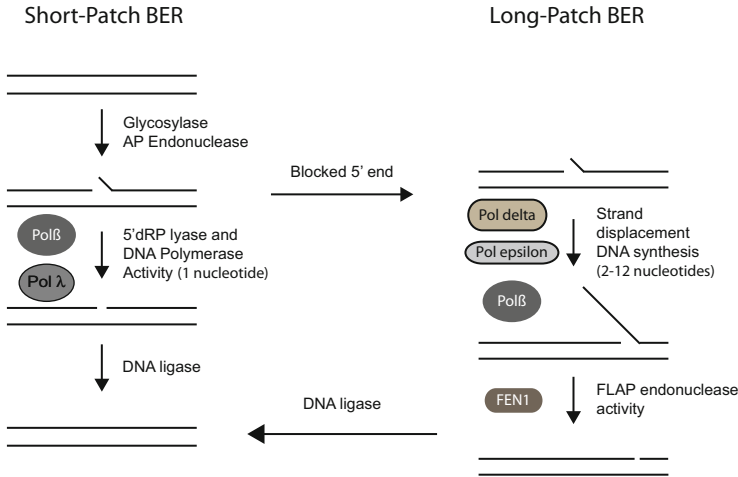 Short-Patch BER
Long-Patch BER
Glycosylase
AP Endonuclease
Blocked 5' end
Polß
5'dRP lyase and
DNA Polymerase
Activity (1 nucleotide)
Pol λ
Pol delta
Pol epsilon
Polß
Strand
displacement
DNA synthesis
(2-12 nucleotides)
DNA ligase
FEN1
FLAP endonuclease
activity
DNA ligase